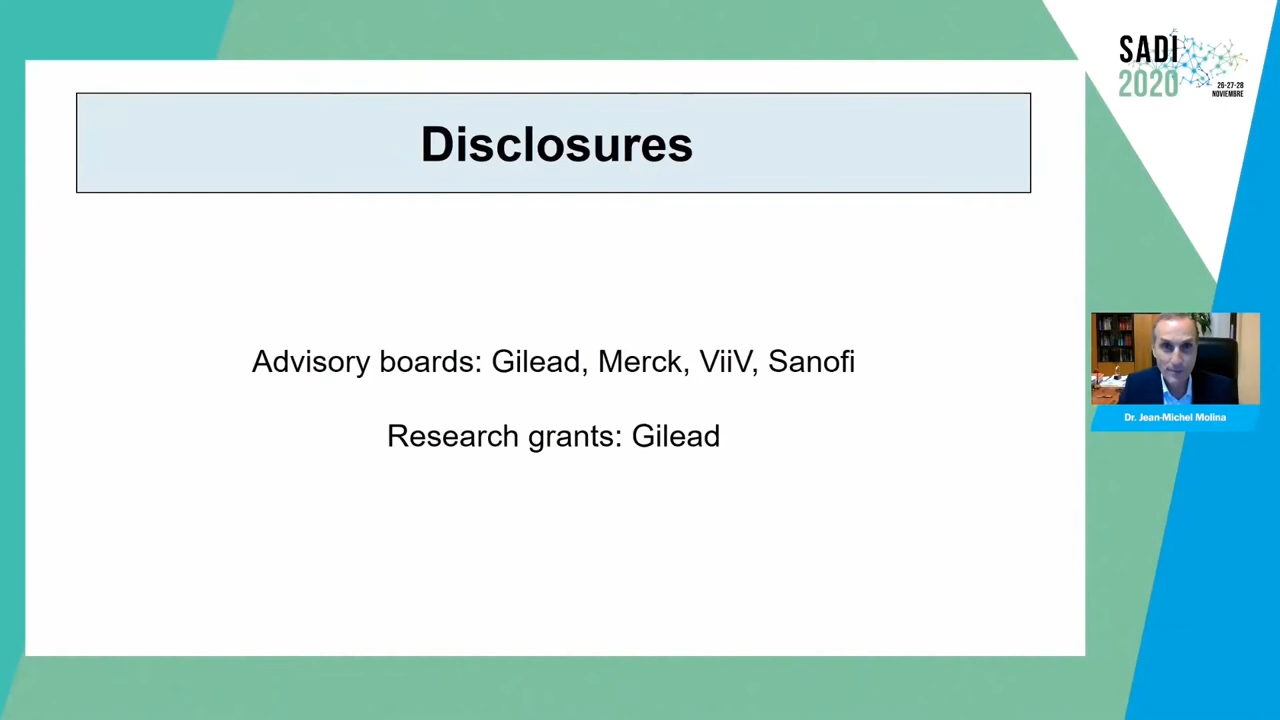 Disclosures
Advisory boards: Gilead, Merck, ViiV, Sanofi
Research grants: Gilead
SADI
2020
26-27-28
NOVIEMBRE
Dr. Jean-Michel Molina